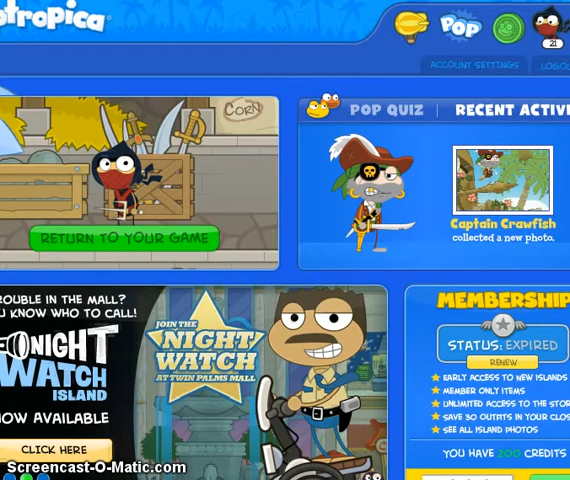 otropica
POP
21
ACCOUNT SETTINGS
LOGOU
CORN
POP QUIZ | RECENT ACTIVI
RETURN TO YOUR GAME
Captain Crawfish
collected a new photo.
ROUBLE IN THE MALL?
U KNOW WHO TO CALL!
NIGHT
WATCH
ISLAND
NOW AVAILABLE
CLICK HERE
JOIN THE
NIGHT
WATCH
AT TWIN PALMS MALL
MEMBERSHIP
STATUS: EXPIRED
RENEW
EARLY ACCESS TO NEW ISLANDS
MEMBER ONLY ITEMS
UNLIMITED ACCESS TO THE STOR
SAVE 30 OUTFITS IN YOUR CLOS
SEE ALL ISLAND PHOTOS
YOU HAVE 200 CREDITS
Screencast-O-Matic.com